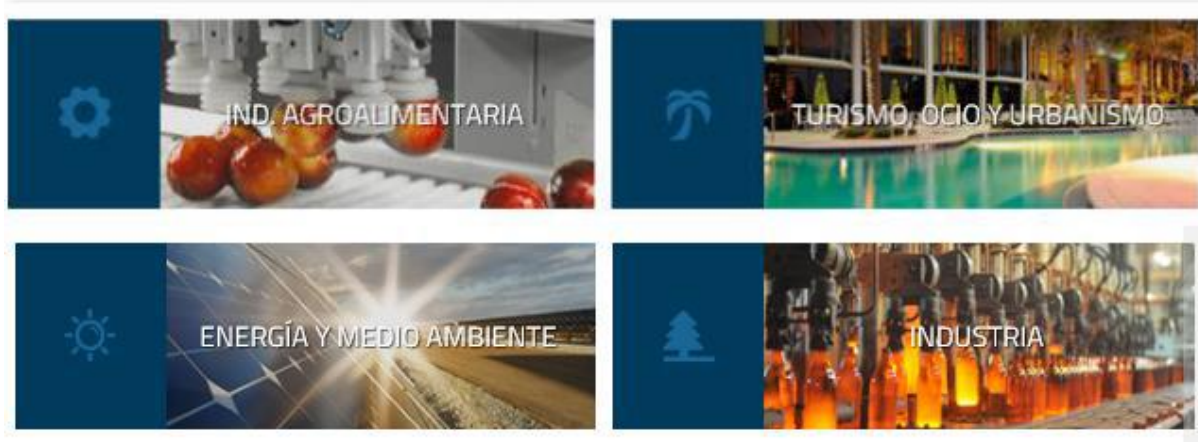 IND. AGROALIMENTARIA
TURISMO, OCIO Y URBANISMO
ENERGÍA Y MEDIO AMBIENTE
INDUSTRIA